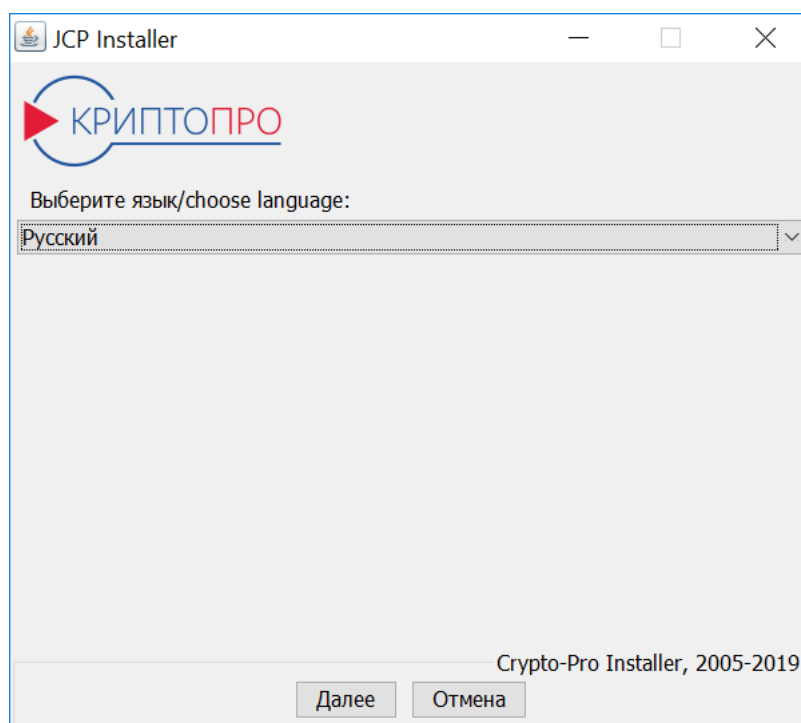 JCP Installer
КРИПТОПРО
Выберите язык/choose language:
Русский
Crypto-Pro Installer, 2005-2019
Далее Отмена